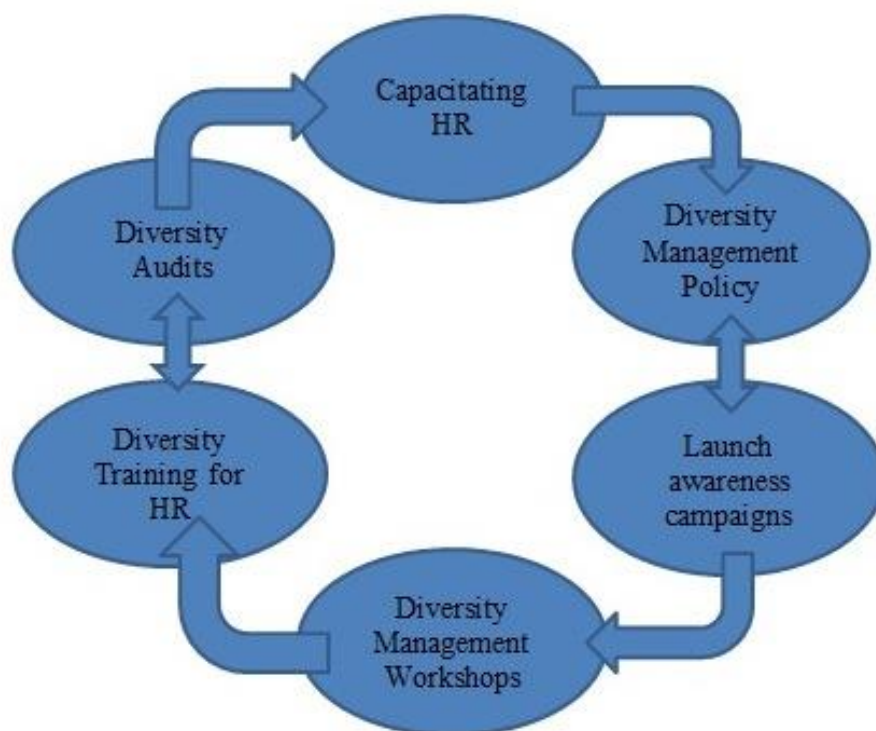 Capacitating
HR
Diversity
Management
Policy
Launch
awareness
campaigns
Diversity
Management
Workshops
Diversity
Training for
HR
Diversity
Audits